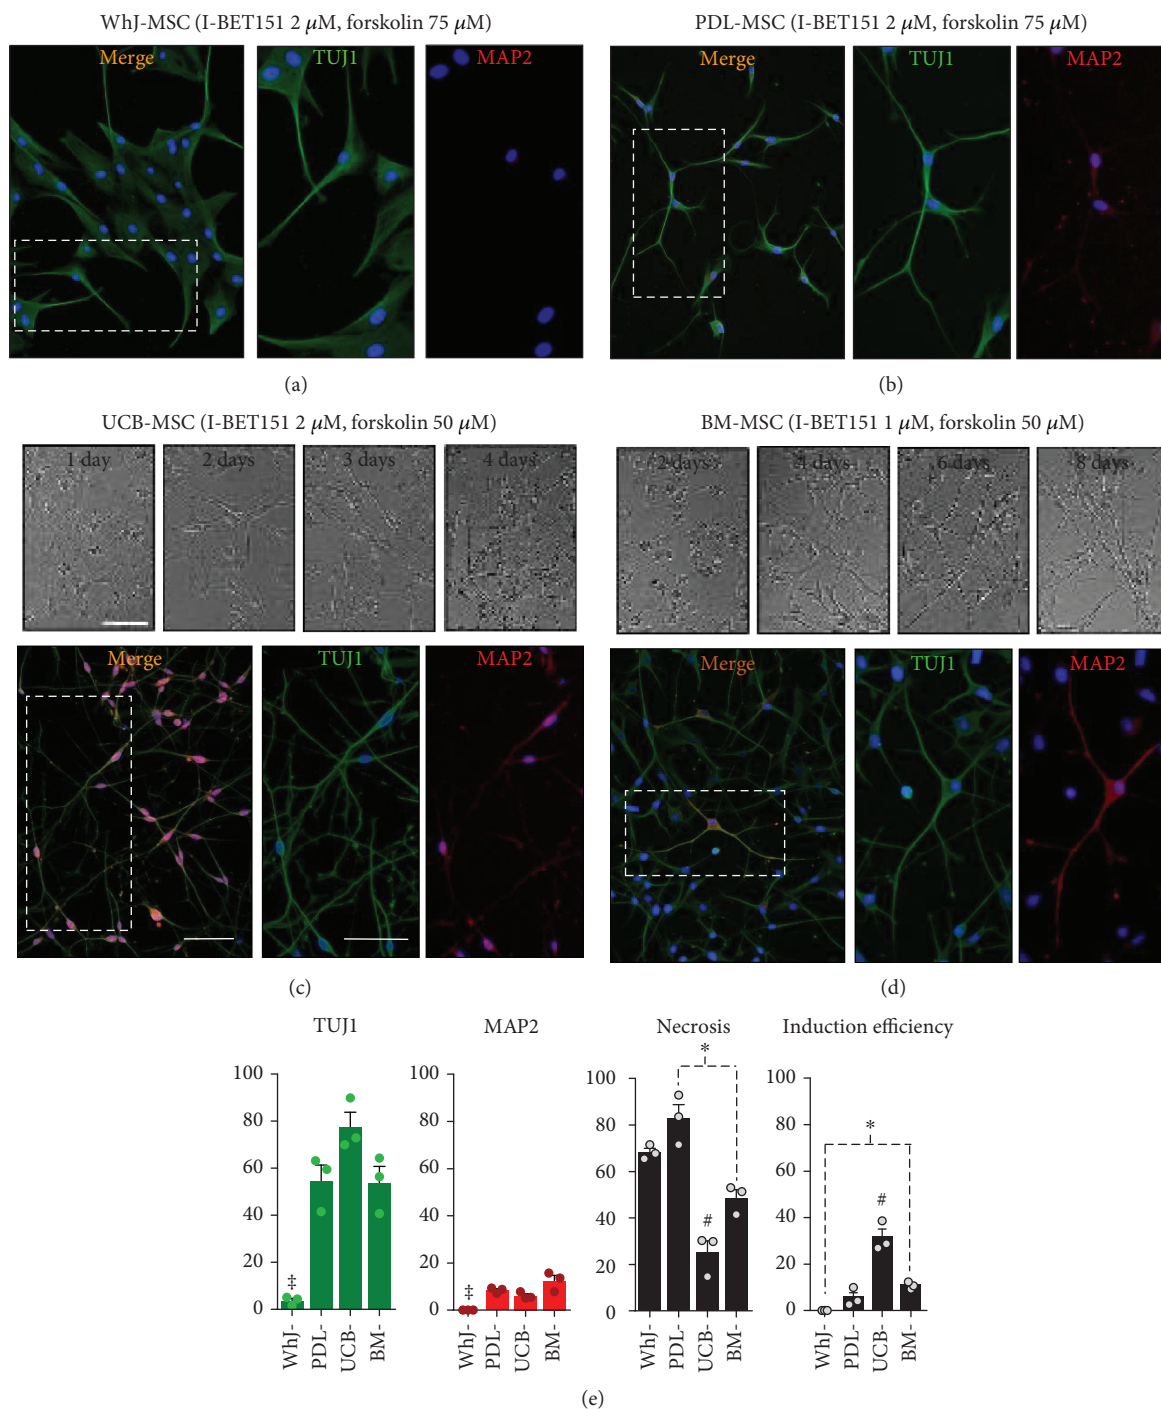 WhJ-MSC (I-BET151 2 μM, forskolin 75 μM)
Merge
TUJ1
MAP2
(a)
PDL-MSC (I-BET151 2 μM, forskolin 75 μM)
Merge
TUJ1
MAP2
(b)
UCB-MSC (I-BET151 2 μM, forskolin 50 μM)
1 day
2 days
3 days
4 days
Merge
TUJ1
MAP2
(c)
BM-MSC (I-BET151 1 μM, forskolin 50 μM)
2 days
4 days
6 days
8 days
Merge
TUJ1
MAP2
(d)
TUJ1
100
80
60
40
20
0
‡
WhJ-
PDL-
UCB-
BM-
MAP2
100
80
60
40
20
0
‡
WhJ-
PDL-
UCB-
BM-
Necrosis
*
100
80
60
40
20
0
#
WhJ-
PDL-
UCB-
BM-
Induction efficiency
100
80
60
40
20
0
*
#
WhJ-
PDL-
UCB-
BM-
(e)